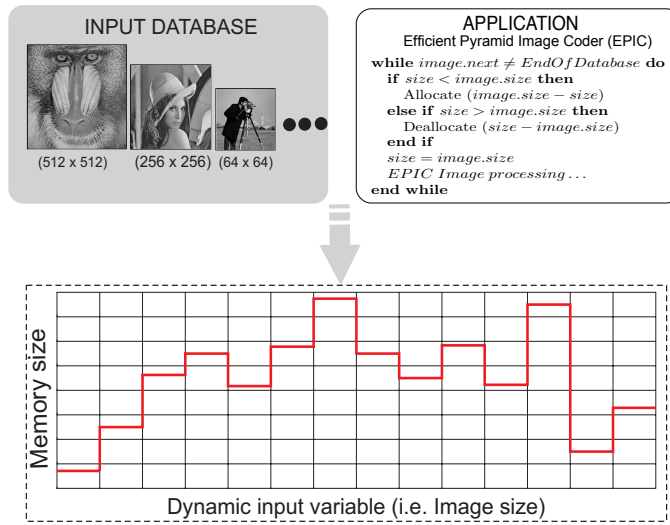 INPUT DATABASE
(512 x 512)
(256 x 256)
(64 x 64)
APPLICATION
Efficient Pyramid Image Coder (EPIC)
while image.next ≠ EndOfDatabase do
if size < image.size then
Allocate (image.size − size)
else if size > image.size then
Deallocate (size − image.size)
end if
size = image.size
EPIC Image processing . . .
end while
Memory size
Dynamic input variable (i.e. Image size)